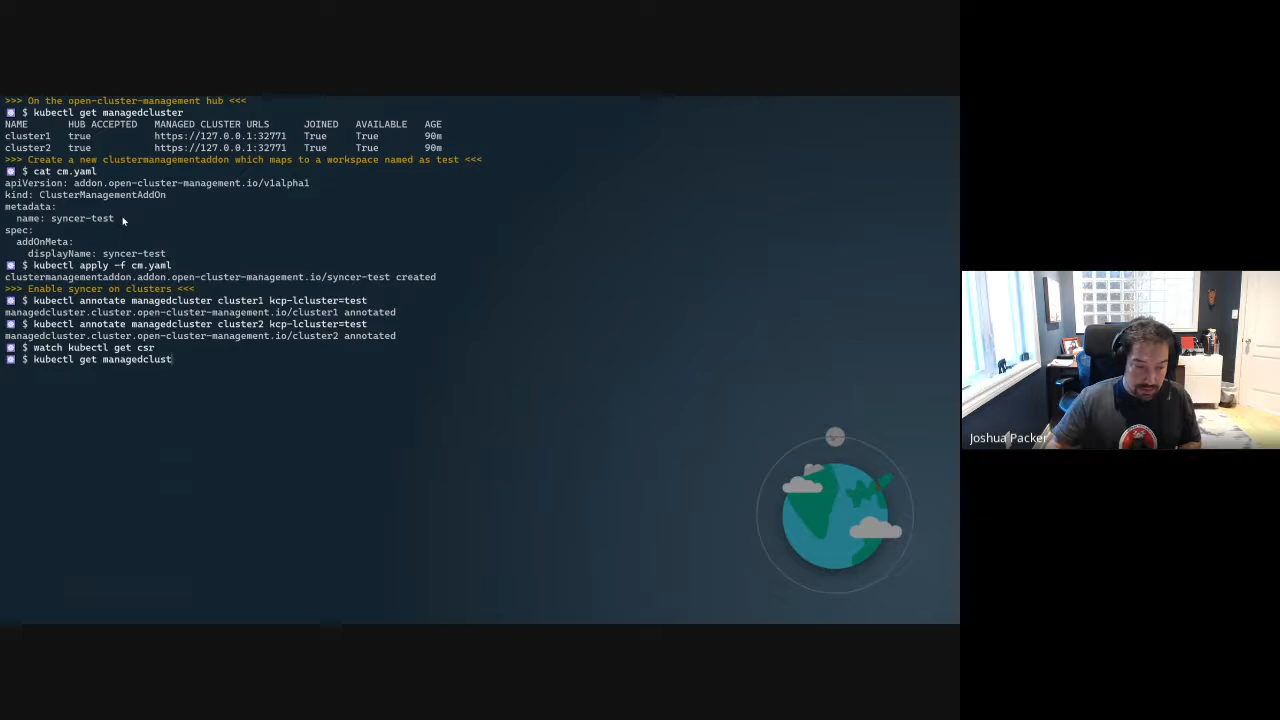 >>> On the open-cluster-management hub <<<
$ kubectl get managedcluster
NAME HUB ACCEPTED MANAGED CLUSTER URLS JOINED AVAILABLE AGE
cluster1 true https://127.0.0.1:32771 True True 90m
cluster2 true https://127.0.0.1:32771 True True 90m
>>> Create a new clustermanagementaddon which maps to a workspace named as test <<<
$ cat cm.yaml
apiVersion: addon.open-cluster-management.io/v1alpha1
kind: ClusterManagementAddOn
metadata:
  name: syncer-test
spec:
  addOnMeta:
    displayName: syncer-test
$ kubectl apply -f cm.yaml
clustermanagementaddon.addon.open-cluster-management.io/syncer-test created
>>> Enable syncer on clusters <<<
$ kubectl annotate managedcluster cluster1 kcp-lcluster=test
managedcluster.cluster.open-cluster-management.io/cluster1 annotated
$ kubectl annotate managedcluster cluster2 kcp-lcluster=test
managedcluster.cluster.open-cluster-management.io/cluster2 annotated
$ watch kubectl get csr
$ kubectl get managedclust
Joshua Packer